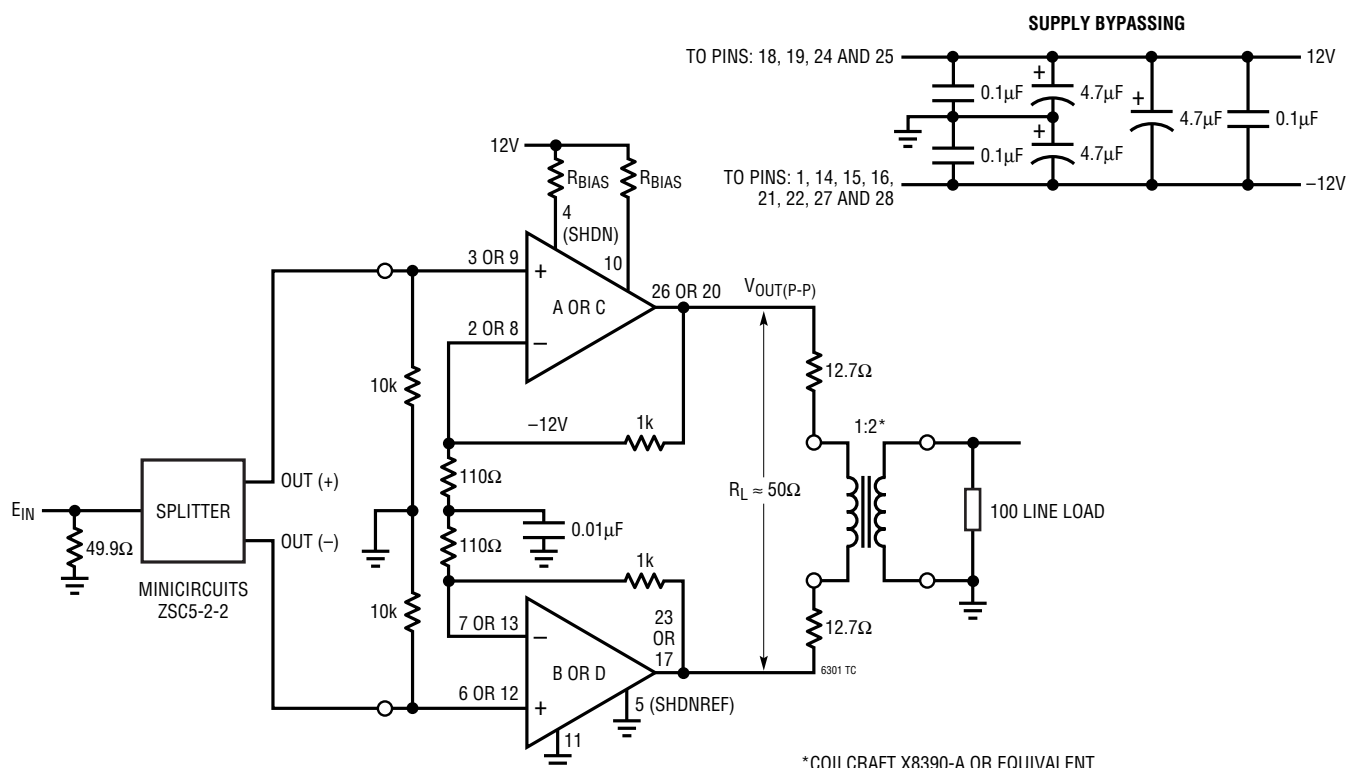 SUPPLY BYPASSING
TO PINS: 18, 19, 24 AND 25
12V
0.1µF
+
4.7µF
+
4.7µF
0.1µF
0.1µF
+
4.7µF
TO PINS: 1, 14, 15, 16,
21, 22, 27 AND 28
–12V
12V
RBIAS
RBIAS
4
(SHDN)
10
3 OR 9
+
A OR C
2 OR 8
–
26 OR 20
VOUT(P-P)
12.7Ω
10k
–12V
1k
1:2*
110Ω
RL ≈ 50Ω
EIN
SPLITTER
OUT (+)
OUT (–)
49.9Ω
MINICIRCUITS
ZSC5-2-2
0.01µF
110Ω
100 LINE LOAD
1k
10k
7 OR 13
–
23
OR
17
B OR D
12.7Ω
6301 TC
6 OR 12
+
5 (SHDNREF)
11
*COILCRAFT X8390-A OR EQUIVALENT